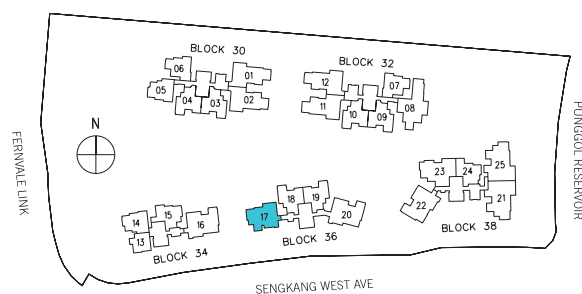 BLOCK 30
BLOCK 32
06
01
05
04
03
02
12
07
11
10
09
08
FERNVALE LINK
N
PUNGGOL RESERVOIR
23
24
25
22
21
BLOCK 38
14
15
16
13
BLOCK 34
17
18
19
20
BLOCK 36
SENGKANG WEST AVE